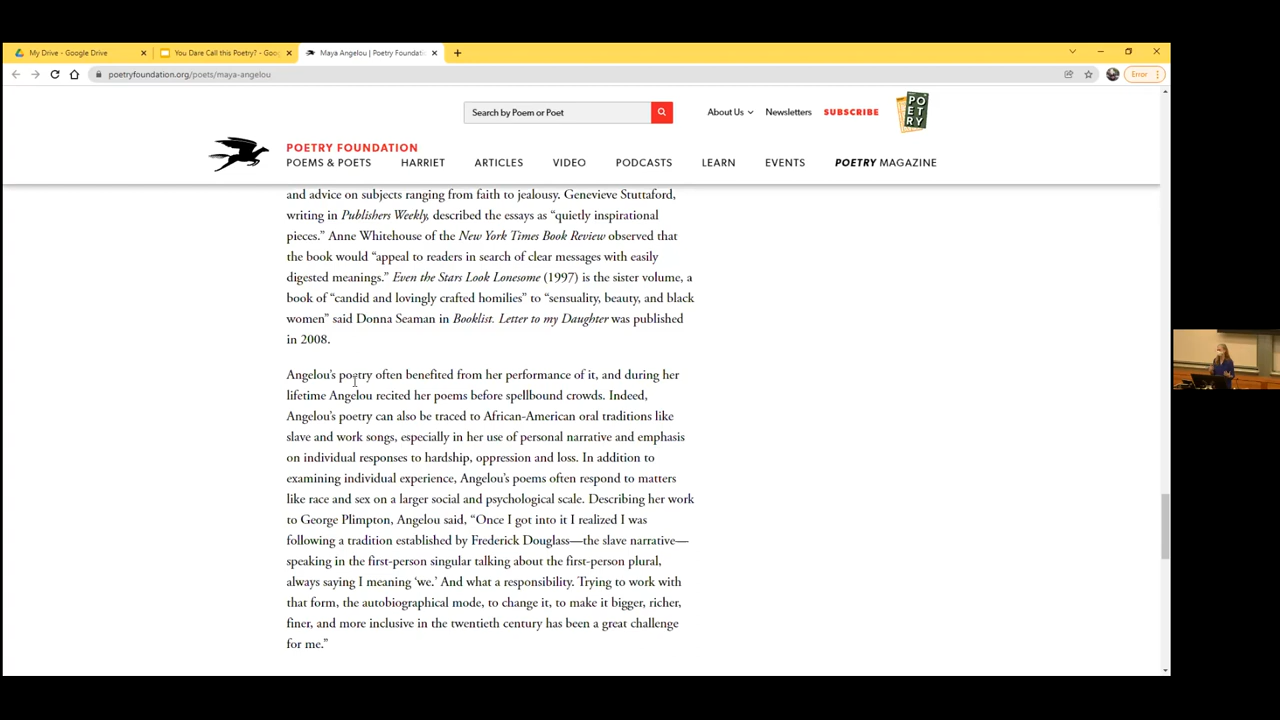 My Drive - Google Drive
You Dare Call this Poetry? - Goo
Maya Angelou | Poetry Foundati
poetryfoundation.org/poets/maya-angelou
Error
Search by Poem or Poet
About Us
Newsletters
SUBSCRIBE
PO
ET
RY
POETRY FOUNDATION
POEMS & POETS
HARRIET
ARTICLES
VIDEO
PODCASTS
LEARN
EVENTS
POETRY MAGAZINE
and advice on subjects ranging from faith to jealousy. Genevieve Stuttaford,
writing in Publishers Weekly, described the essays as “quietly inspirational
pieces.” Anne Whitehouse of the New York Times Book Review observed that
the book would “appeal to readers in search of clear messages with easily
digested meanings.” Even the Stars Look Lonesome (1997) is the sister volume, a
book of “candid and lovingly crafted homilies” to “sensuality, beauty, and black
women” said Donna Seaman in Booklist. Letter to my Daughter was published
in 2008.
Angelou’s poetry often benefited from her performance of it, and during her
lifetime Angelou recited her poems before spellbound crowds. Indeed,
Angelou’s poetry can also be traced to African-American oral traditions like
slave and work songs, especially in her use of personal narrative and emphasis
on individual responses to hardship, oppression and loss. In addition to
examining individual experience, Angelou’s poems often respond to matters
like race and sex on a larger social and psychological scale. Describing her work
to George Plimpton, Angelou said, “Once I got into it I realized I was
following a tradition established by Frederick Douglass—the slave narrative—
speaking in the first-person singular talking about the first-person plural,
always saying I meaning ‘we.’ And what a responsibility. Trying to work with
that form, the autobiographical mode, to change it, to make it bigger, richer,
finer, and more inclusive in the twentieth century has been a great challenge
for me.”